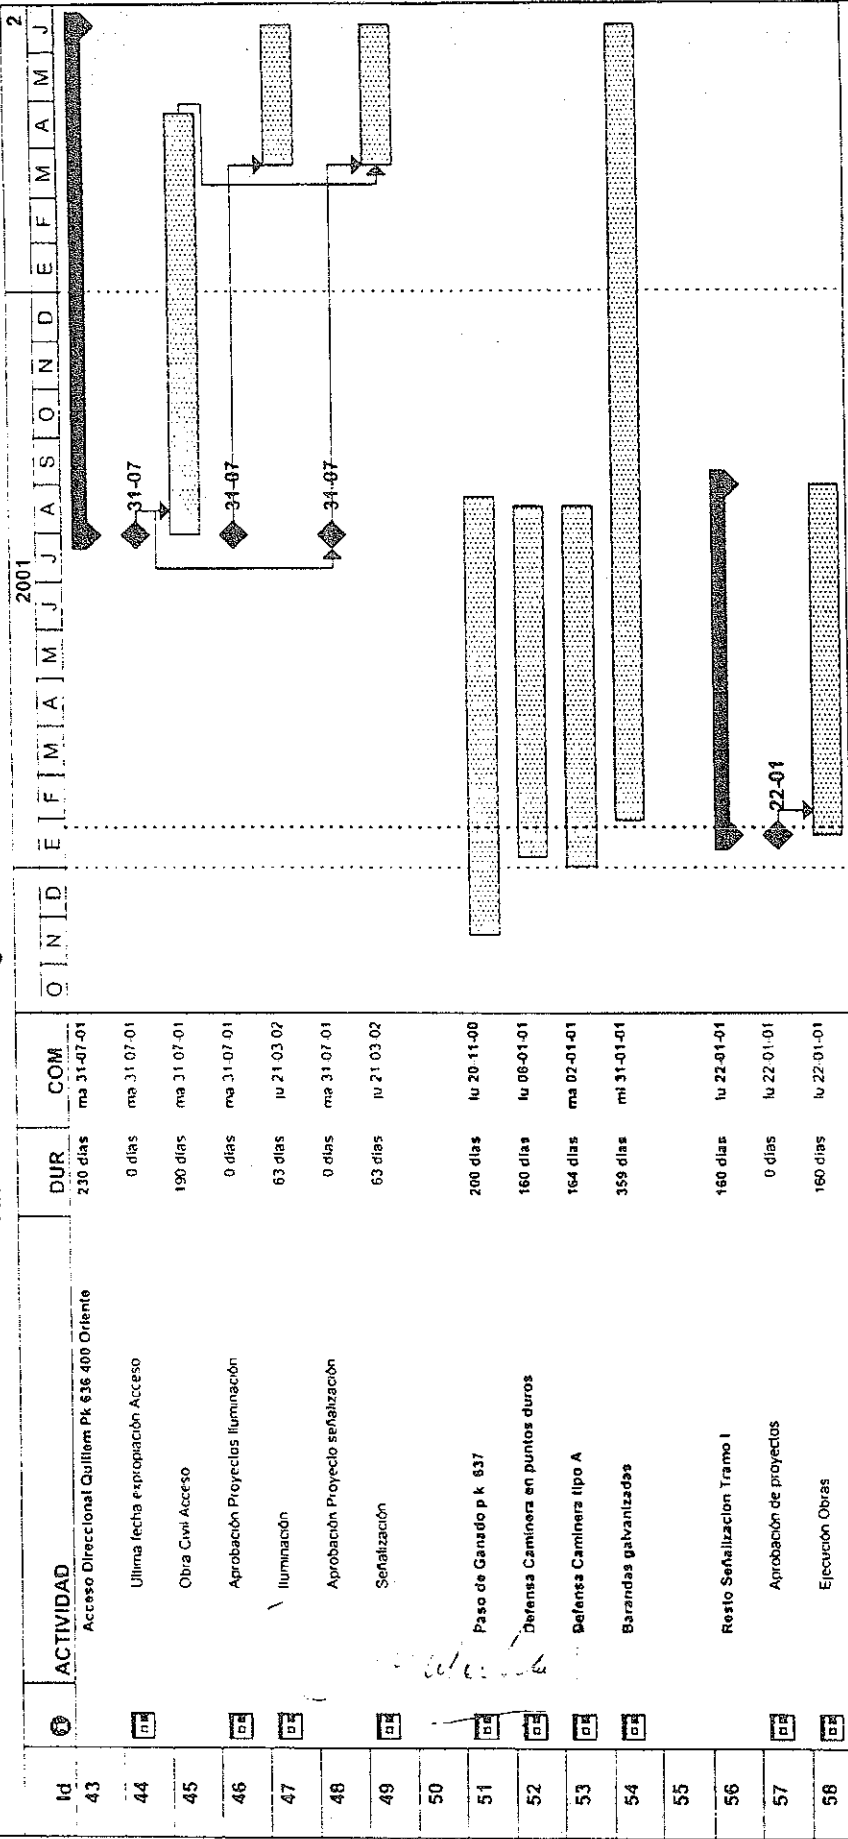 2001 2
Id ACTIVIDAD DUR COM O N D E F M A M J J A S O N D E F M A M J
43 Acceso Direccional Quillem Pk 636 400 Oriente 230 días ma 31-07-01
44 Ultima fecha expropiación Acceso 0 días ma 31-07-01 31-07
45 Obra Civil Acceso 190 días ma 31-07-01
46 Aprobación Proyectos Iluminación 0 días ma 31-07-01 31-07
47 Iluminación 63 días ju 21-03-02
48 Aprobación Proyecto señalización 0 días ma 31-07-01 31-07
49 Señalización 63 días ju 21-03-02
50
51 Paso de Ganado p k 637 200 días lu 20-11-00
52 Defensa Caminera en puntos duros 160 días lu 08-01-01
53 Defensa Caminera tipo A 164 días ma 02-01-01
54 Barandas galvanizadas 359 días mi 31-01-01
55
56 Resto Señalizacion Tramo I 160 días lu 22-01-01
57 Aprobación de proyectos 0 días lu 22-01-01 22-01
58 Ejecución Obras 160 días lu 22-01-01